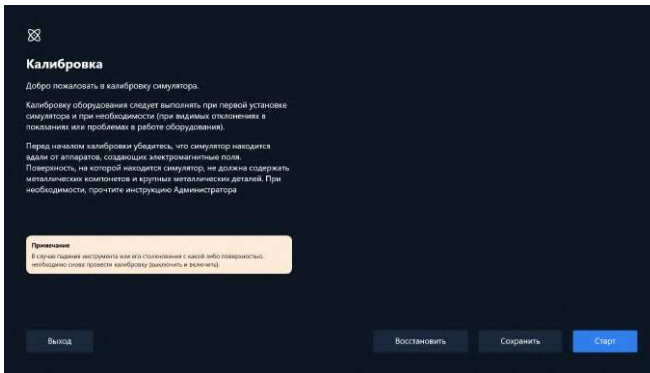 Калибровка
Добро пожаловать в калибровку симулятора.
Калибровку оборудования следует выполнять при первой установке
симулятора и при необходимости (при видимых отклонениях в
показаниях или проблемах в работе оборудования).
Перед началом калибровки убедитесь, что симулятор находится
вдали от аппаратов, создающих электромагнитные поля.
Поверхность, на которой находится симулятор, не должна содержать
металлических компонетов и крупных металлических деталей. При
необходимости, прочтите инструкцию Администратора
Примечание
В случае падения инструмента или его столкновения с какой либо поверхностью,
необходимо снова провести калибровку (выключить и включить).
Выход
Восстановить
Сохранить
Старт